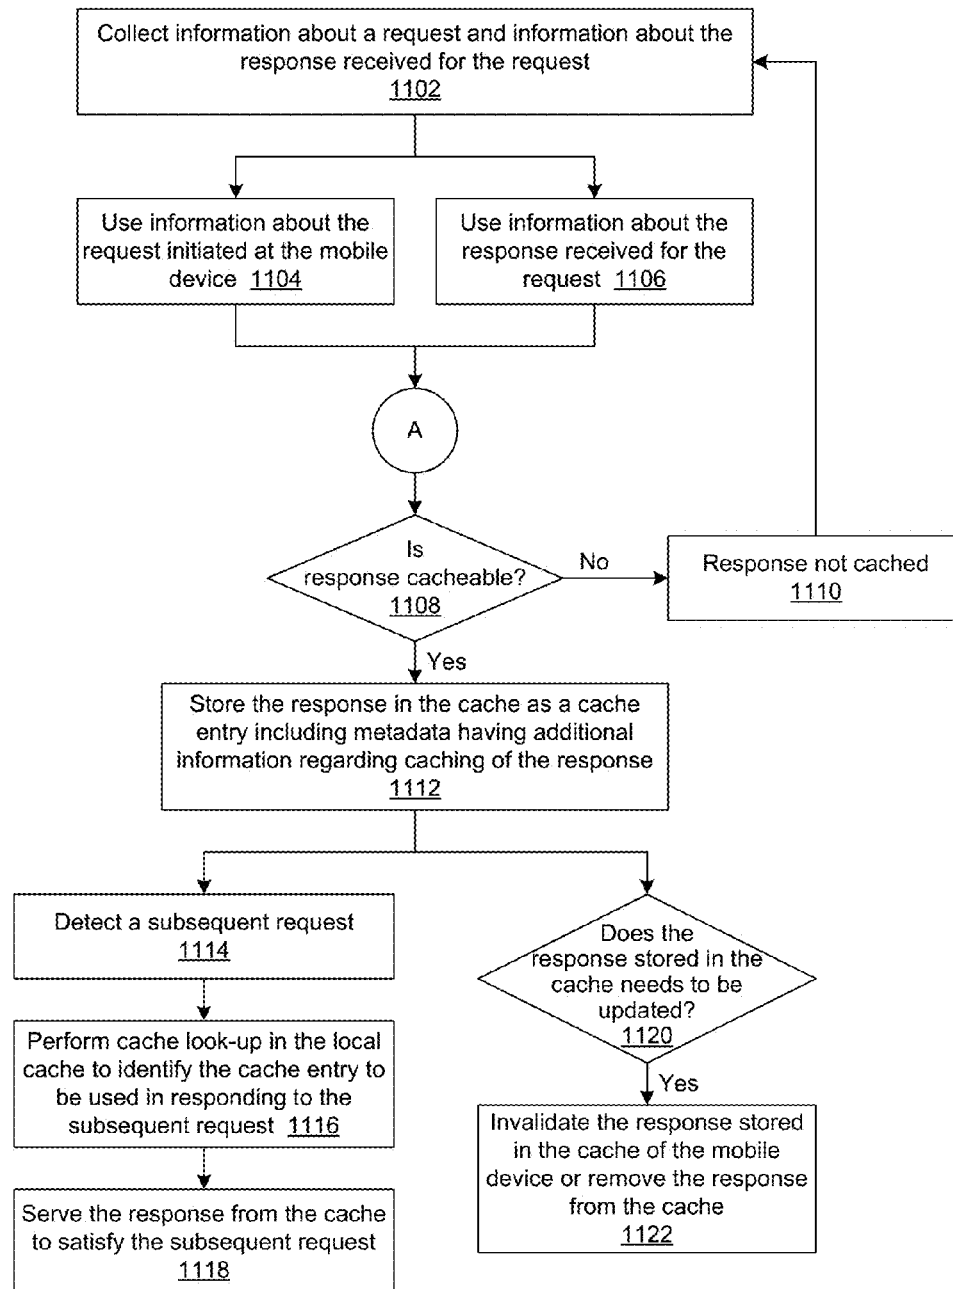 Collect information about a request and information about the
response received for the request
1102
Use information about the
request initiated at the mobile
device 1104
Use information about the
response received for the
request 1106
A
Is
response cacheable?
1108
No
Response not cached
1110
Yes
Store the response in the cache as a cache
entry including metadata having additional
information regarding caching of the response
1112
Detect a subsequent request
1114
Perform cache look-up in the local
cache to identify the cache entry to
be used in responding to the
subsequent request 1116
Serve the response from the cache
to satisfy the subsequent request
1118
Does the
response stored in the
cache needs to be
updated?
1120
Yes
Invalidate the response stored
in the cache of the mobile
device or remove the response
from the cache
1122